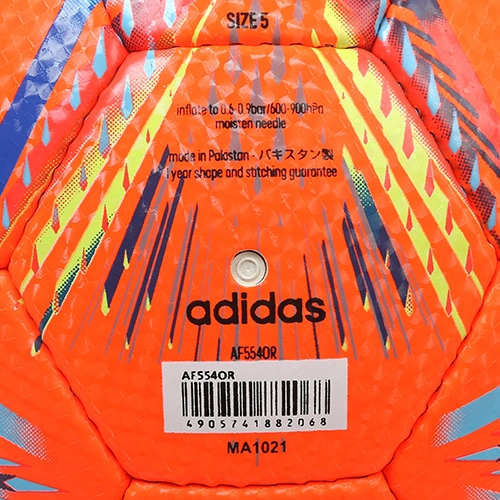 SIZE 5
inflate to 0.6-0.9bar/600-900hPa
moisten needle
made in Pakistan - パキスタン製
1 year shape and stitching guarantee
adidas
AF554OR
AF554OR
4905741882068
MA1021